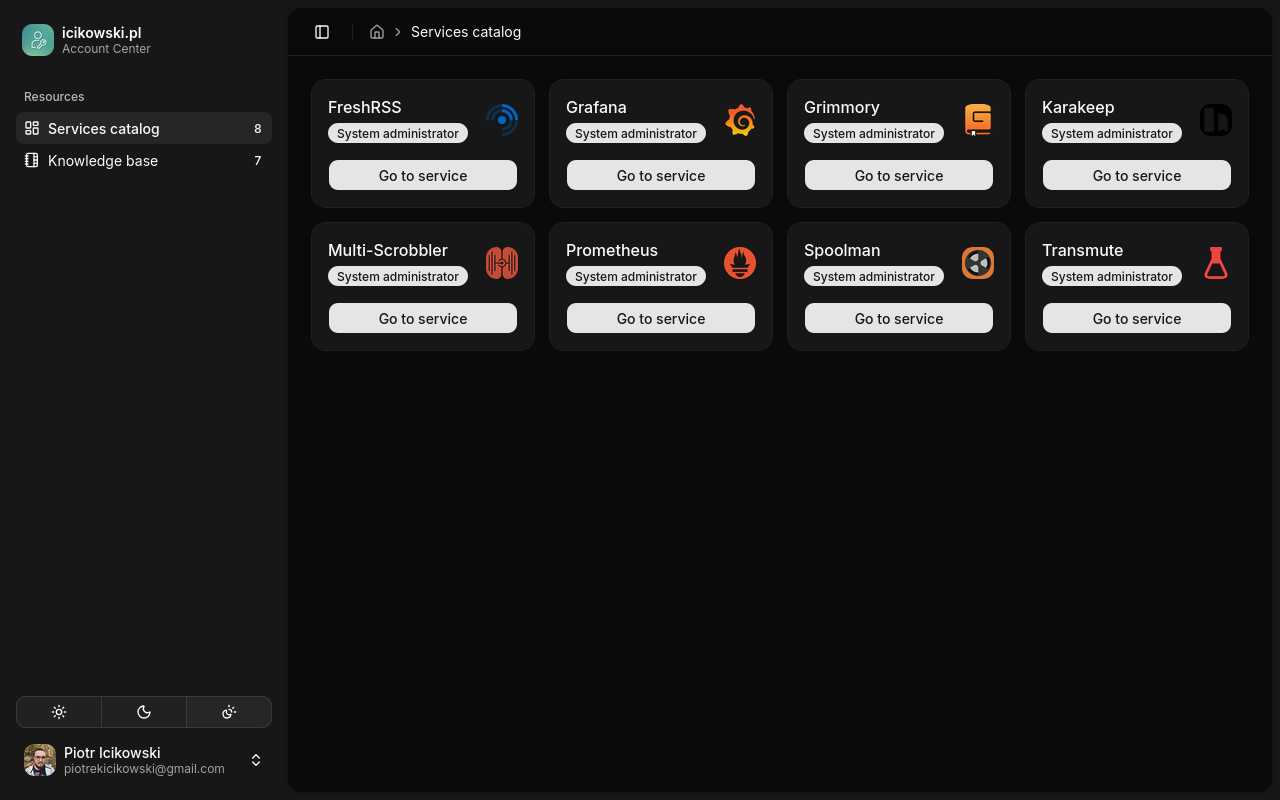 icikowski.pl
Account Center
Resources
Services catalog 8
Knowledge base 7
Piotr Icikowski
piotrekicikowski@gmail.com
Services catalog
FreshRSS
System administrator
Go to service
Grafana
System administrator
Go to service
Grimmory
System administrator
Go to service
Karakeep
System administrator
Go to service
Multi-Scrobbler
System administrator
Go to service
Prometheus
System administrator
Go to service
Spoolman
System administrator
Go to service
Transmute
System administrator
Go to service